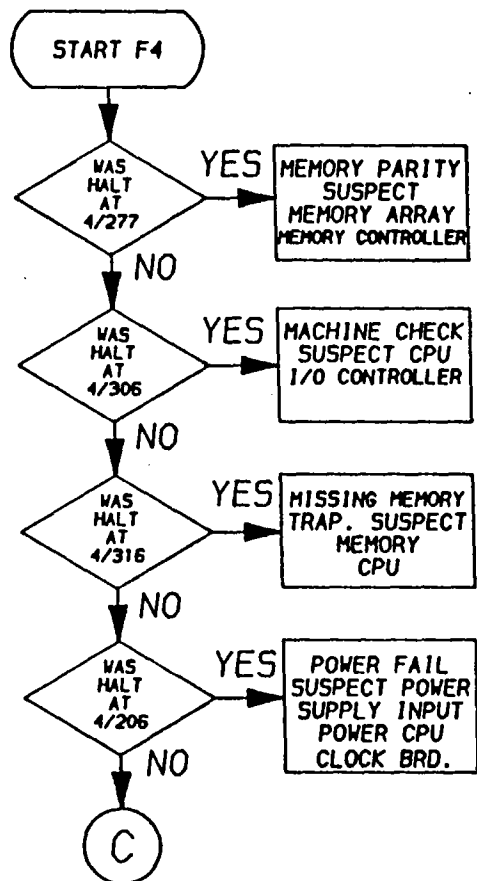 START F4
WAS
HALT
AT
4/277
YES
MEMORY PARITY
SUSPECT
MEMORY ARRAY
MEMORY CONTROLLER
NO
WAS
HALT
AT
4/306
YES
MACHINE CHECK
SUSPECT CPU
I/O CONTROLLER
NO
WAS
HALT
AT
4/316
YES
MISSING MEMORY
TRAP. SUSPECT
MEMORY
CPU
NO
WAS
HALT
AT
4/206
YES
POWER FAIL
SUSPECT POWER
SUPPLY INPUT
POWER CPU
CLOCK BRD.
NO
C